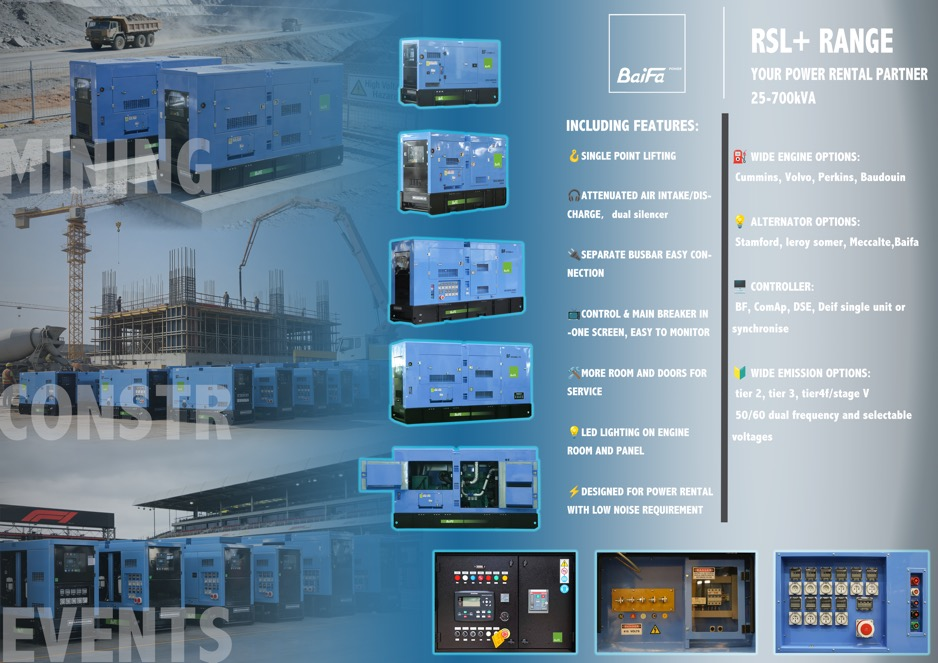 MINING
CONSTR
EVENTS
BaiFa
RSL+ RANGE
YOUR POWER RENTAL PARTNER
25-700kVA
INCLUDING FEATURES:
SINGLE POINT LIFTING
ATTENUATED AIR INTAKE/DIS-
CHARGE, dual silencer
SEPARATE BUSBAR EASY CON-
NECTION
CONTROL & MAIN BREAKER IN
-ONE SCREEN, EASY TO MONITOR
MORE ROOM AND DOORS FOR
SERVICE
LED LIGHTING ON ENGINE
ROOM AND PANEL
DESIGNED FOR POWER RENTAL
WITH LOW NOISE REQUIREMENT
WIDE ENGINE OPTIONS:
Cummins, Volvo, Perkins, Baudouin
ALTERNATOR OPTIONS:
Stamford, leroy somer, Meccalte,Baifa
CONTROLLER:
BF, ComAp, DSE, Deif single unit or
synchronise
WIDE EMISSION OPTIONS:
tier 2, tier 3, tier4f/stage V
50/60 dual frequency and selectable
voltages